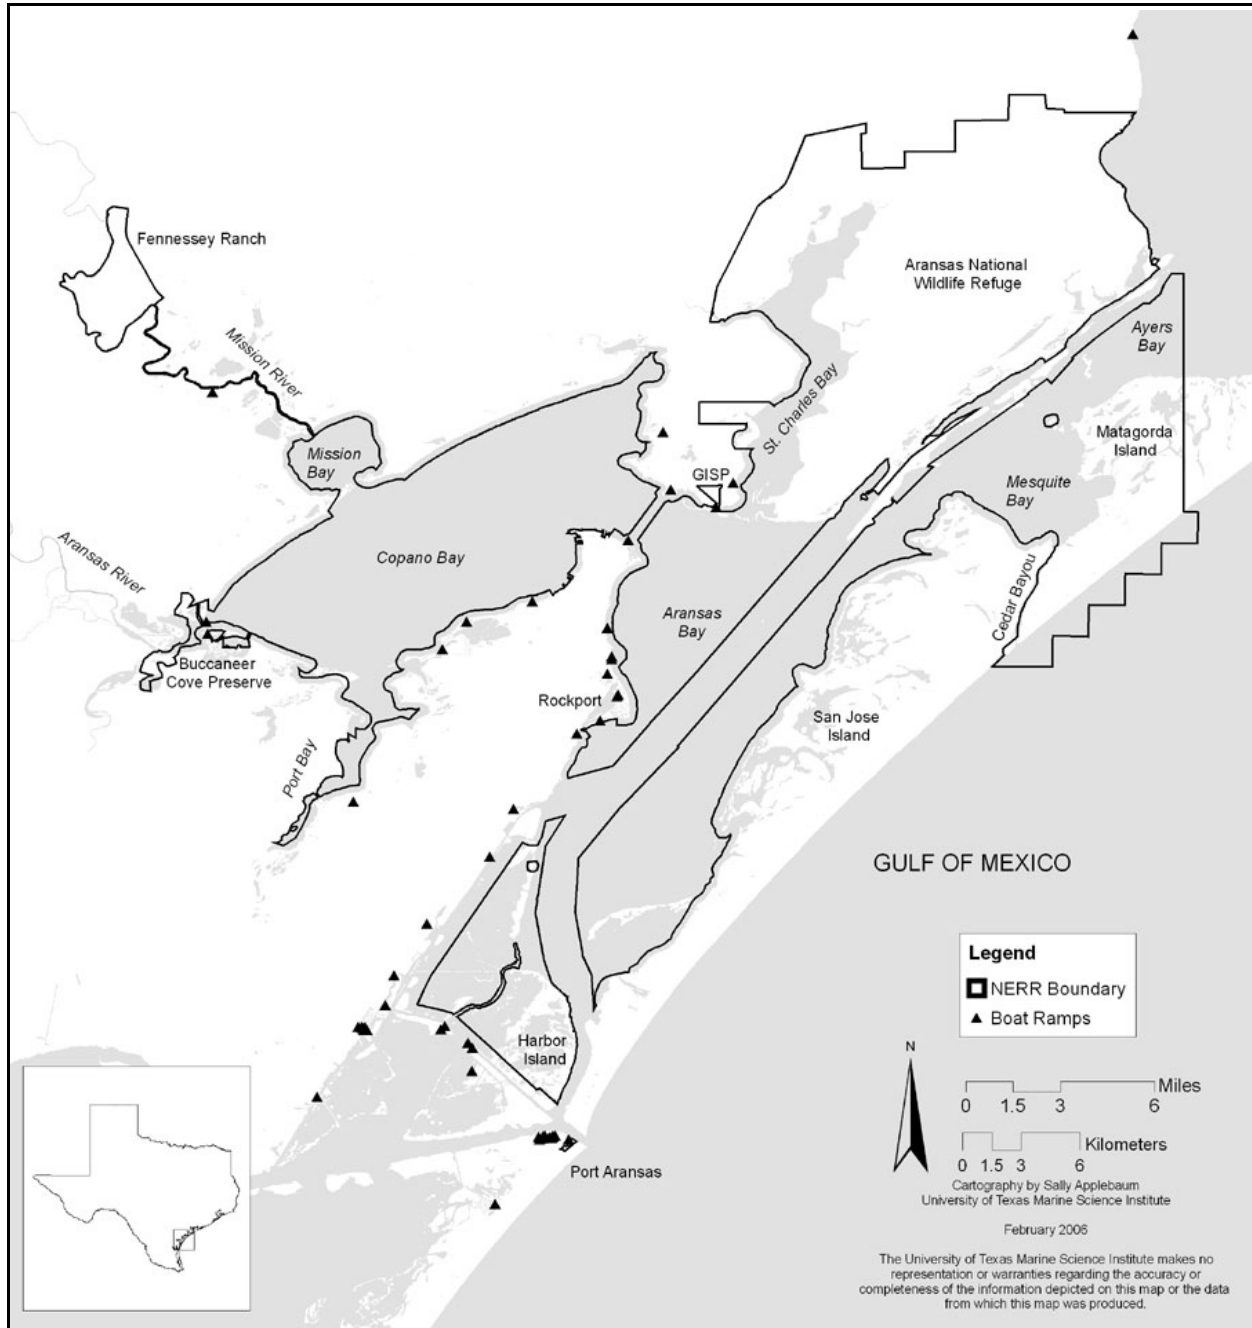 Fennessey Ranch
Mission River
Aransas National
Wildlife Refuge
Ayers
Bay
St. Charles Bay
Matagorda
Island
Mission
Bay
GISP
Mesquite
Bay
Aransas River
Copano Bay
Cedar Bayou
Aransas
Bay
Buccaneer
Cove Preserve
Rockport
San Jose
Island
Port Bay
GULF OF MEXICO
Legend
NERR Boundary
Boat Ramps
Harbor
Island
N
Miles
0 1.5 3 6
Kilometers
0 1.5 3 6
Port Aransas
Cartography by Sally Applebaum
University of Texas Marine Science Institute
February 2006
The University of Texas Marine Science Institute makes no
representation or warranties regarding the accuracy or
completeness of the information depicted on this map or the data
from which this map was produced.